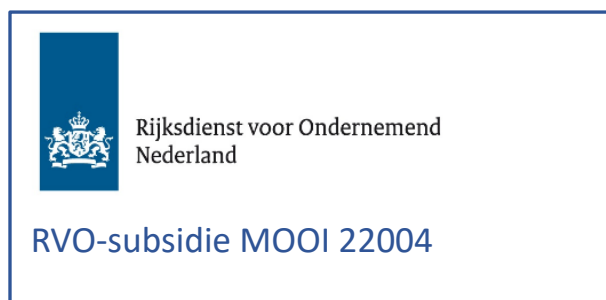 Rijksdienst voor Ondernemend
Nederland
RVO-subsidie MOOI 22004